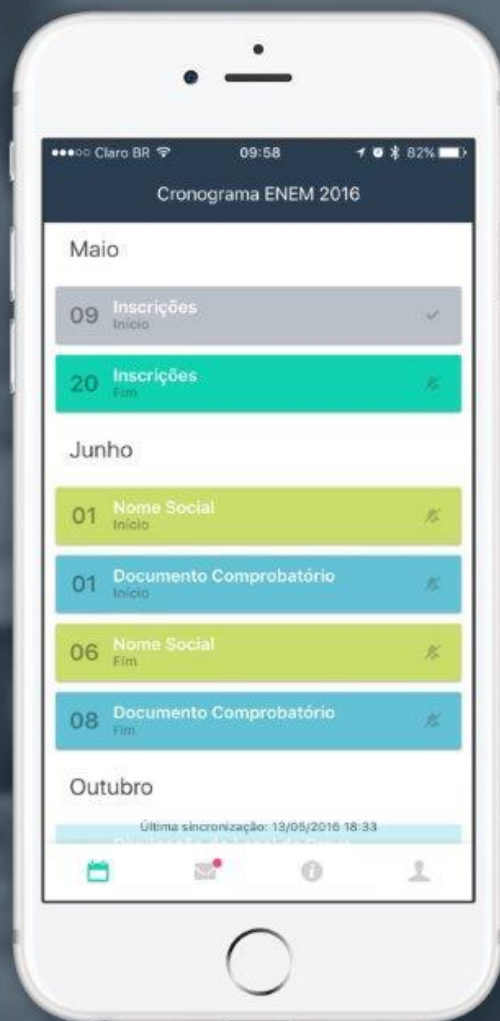 Claro BR 09:58 82%
Cronograma ENEM 2016
Maio
09 Inscrições
Início
20 Inscrições
Fim
Junho
01 Nome Social
Início
01 Documento Comprobatório
Início
06 Nome Social
Fim
08 Documento Comprobatório
Fim
Outubro
Última sincronização: 13/05/2016 18:33